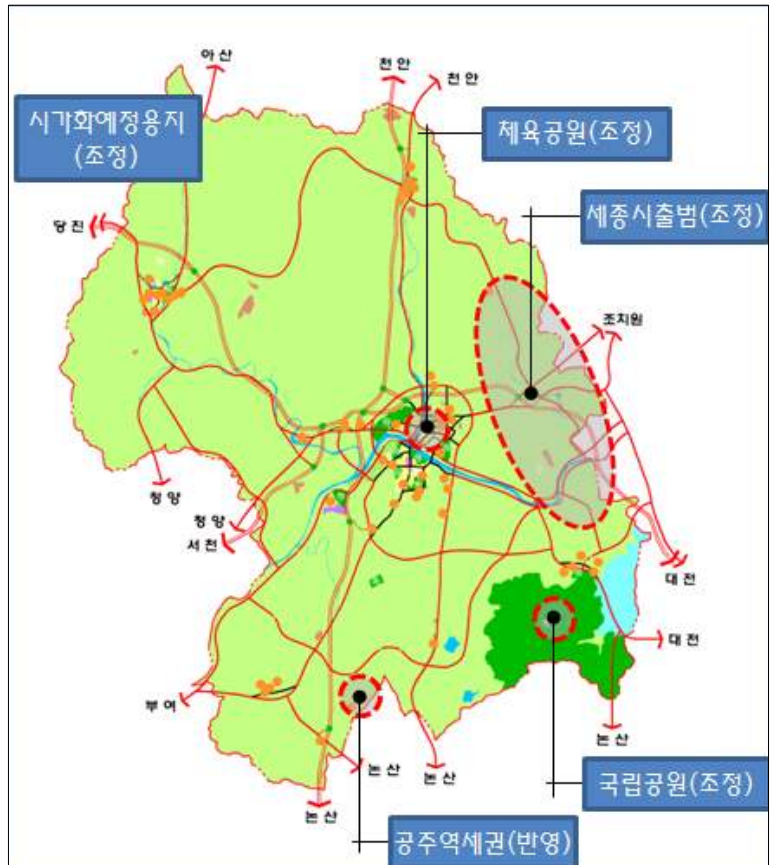 아산
천안
천안
시가화예정용지
(조정)
체육공원(조정)
세종시출범(조정)
당진
조치원
청양
청양
서천
대전
대전
부여
논산
논산
논산
논산
국립공원(조정)
공주역세권(반영)